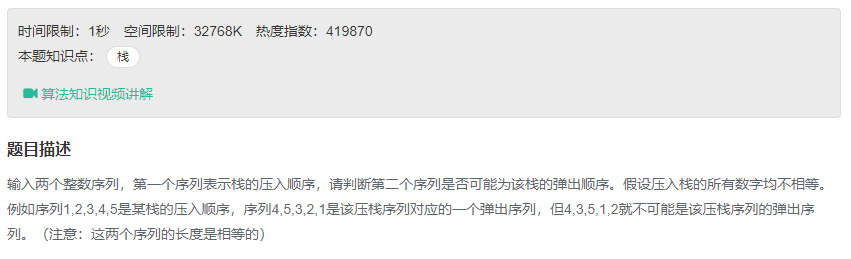 时间限制：1秒 空间限制：32768K 热度指数：419870
本题知识点： 栈
算法知识视频讲解
题目描述
输入两个整数序列，第一个序列表示栈的压入顺序，请判断第二个序列是否可能为该栈的弹出顺序。假设压入栈的所有数字均不相等。
例如序列1,2,3,4,5是某栈的压入顺序，序列4,5,3,2,1是该压栈序列对应的一个弹出序列，但4,3,5,1,2就不可能是该压栈序列的弹出序
列。（注意：这两个序列的长度是相等的）